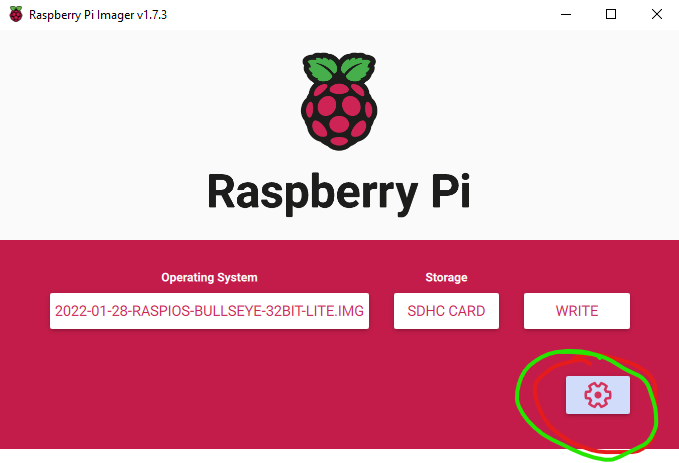 Raspberry Pi Imager v1.7.3
Raspberry Pi
Operating System
Storage
2022-01-28-RASPIOS-BULLSEYE-32BIT-LITE.IMG
SDHC CARD
WRITE